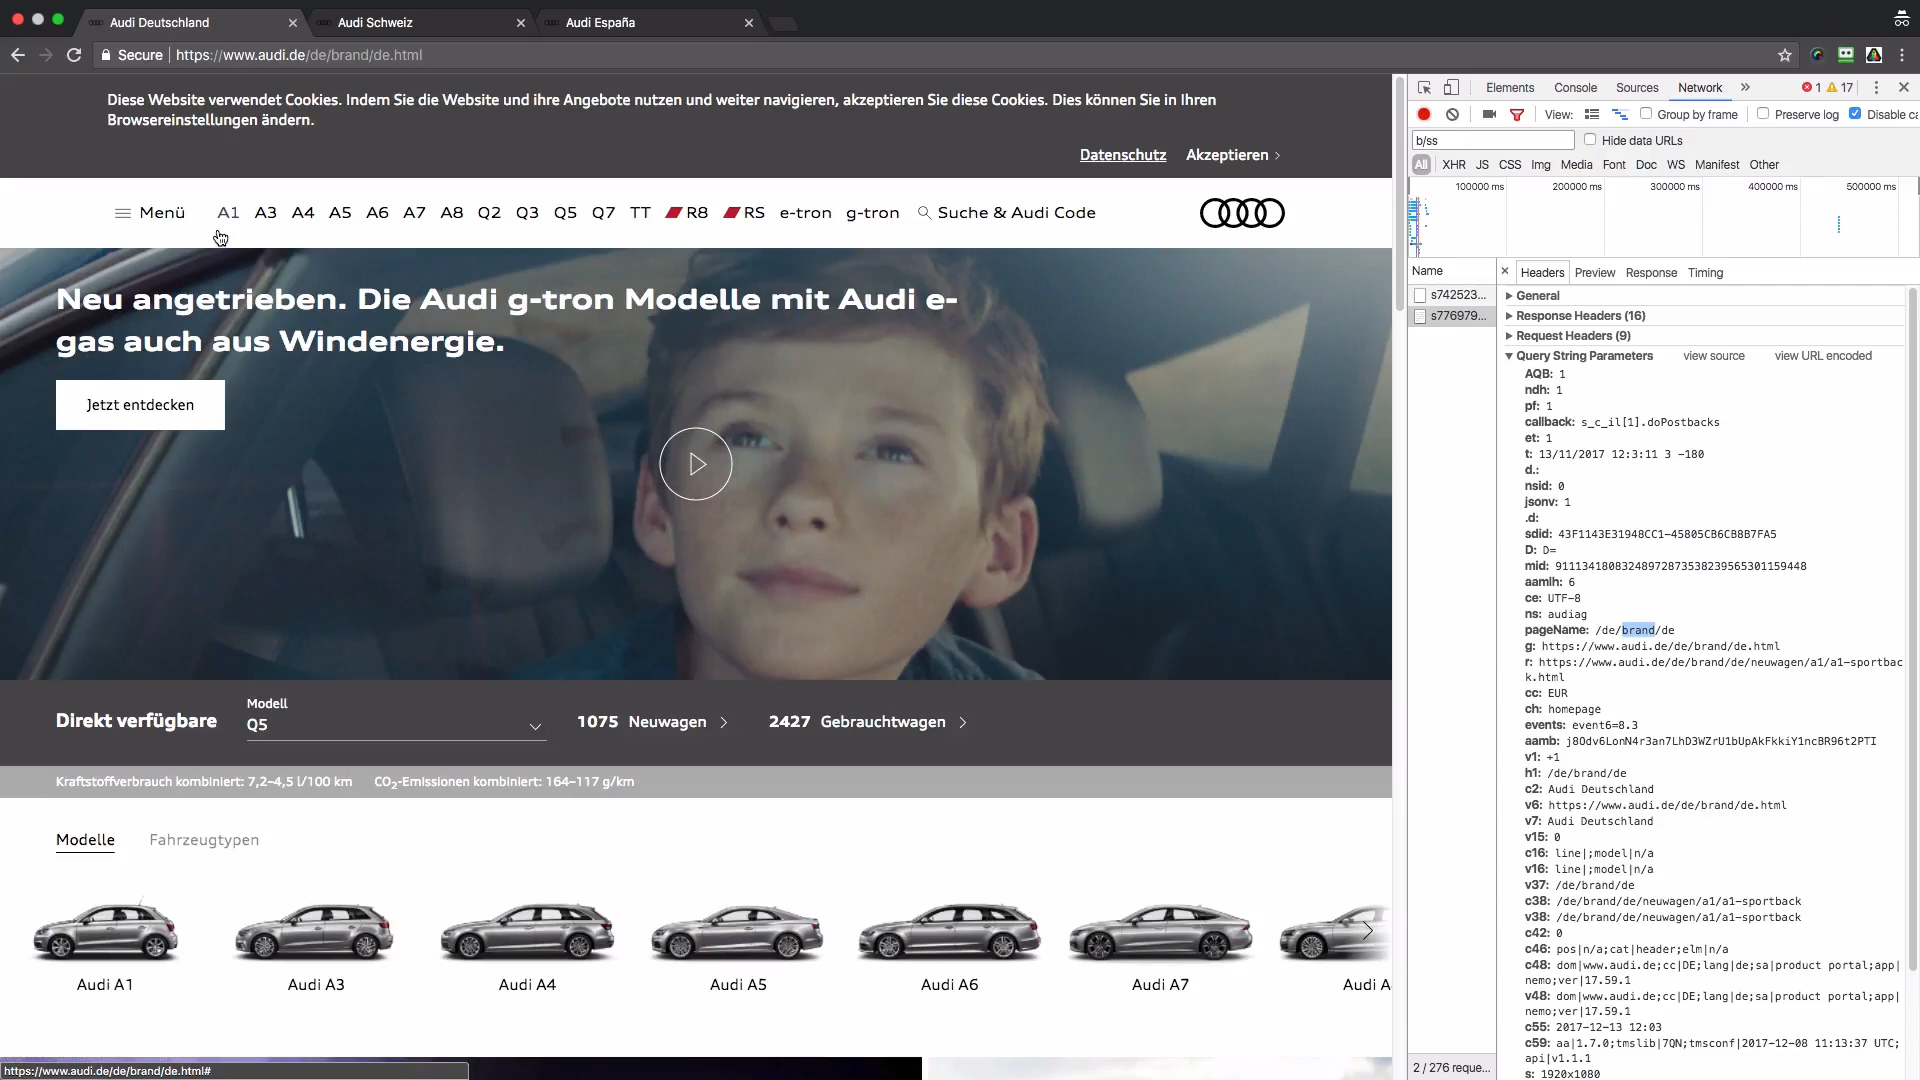 Audi Deutschland
Audi Schweiz
Audi España
Secure
https://www.audi.de/de/brand/de.html
Diese Website verwendet Cookies. Indem Sie die Website und ihre Angebote nutzen und weiter navigieren, akzeptieren Sie diese Cookies. Dies können Sie in Ihren
Browsereinstellungen ändern.
Datenschutz Akzeptieren
Menü A1 A3 A4 A5 A6 A7 A8 Q2 Q3 Q5 Q7 TT R8 RS e-tron g-tron Suche & Audi Code
Neu angetrieben. Die Audi g-tron Modelle mit Audi e-
gas auch aus Windenergie.
Jetzt entdecken
Direkt verfügbare
Modell
Q5
1075 Neuwagen
2427 Gebrauchtwagen
Kraftstoffverbrauch kombiniert: 7,2–4,5 l/100 km CO2-Emissionen kombiniert: 164–117 g/km
Modelle Fahrzeugtypen
Audi A1 Audi A3 Audi A4 Audi A5 Audi A6 Audi A7 Audi A
https://www.audi.de/de/brand/de.html#
Elements Console Sources Network 1 17
View: Group by frame Preserve log Disable ca
b/ss Hide data URLs
All XHR JS CSS Img Media Font Doc WS Manifest Other
100000 ms 200000 ms 300000 ms 400000 ms 500000 ms
Name
s742523...
s776979...
2 / 276 reque...
Headers Preview Response Timing
General
Response Headers (16)
Request Headers (9)
Query String Parameters view source view URL encoded
AQB: 1
ndh: 1
pf: 1
callback: s_c_il[1].doPostbacks
et: 1
t: 13/11/2017 12:3:11 3 -180
d.:
nsid: 0
jsonv: 1
.d:
sdid: 43F1143E31948CC1-45805CB6CB8B7FA5
D: D=
mid: 91113418083248972873538239565301159448
aamlh: 6
ce: UTF-8
ns: audiag
pageName: /de/brand/de
g: https://www.audi.de/de/brand/de.html
r: https://www.audi.de/de/brand/de/neuwagen/a1/a1-sportbac
k.html
cc: EUR
ch: homepage
events: event6=8.3
aamb: j8Odv6LonN4r3an7LhD3WZrU1bUpAkFkkiY1ncBR96t2PTI
v1: +1
h1: /de/brand/de
c2: Audi Deutschland
v6: https://www.audi.de/de/brand/de.html
v7: Audi Deutschland
v15: 0
c16: line|;model|n/a
v16: line|;model|n/a
v37: /de/brand/de
c38: /de/brand/de/neuwagen/a1/a1-sportback
v38: /de/brand/de/neuwagen/a1/a1-sportback
c42: 0
c46: pos|n/a;cat|header;elm|n/a
c48: dom|www.audi.de;cc|DE;lang|de;sa|product portal;app|
nemo;ver|17.59.1
v48: dom|www.audi.de;cc|DE;lang|de;sa|product portal;app|
nemo;ver|17.59.1
c55: 2017-12-13 12:03
c59: aa|1.7.0;tmslib|7QN;tmsconf|2017-12-08 11:13:37 UTC;
api|v1.1.1
s: 1920x1080